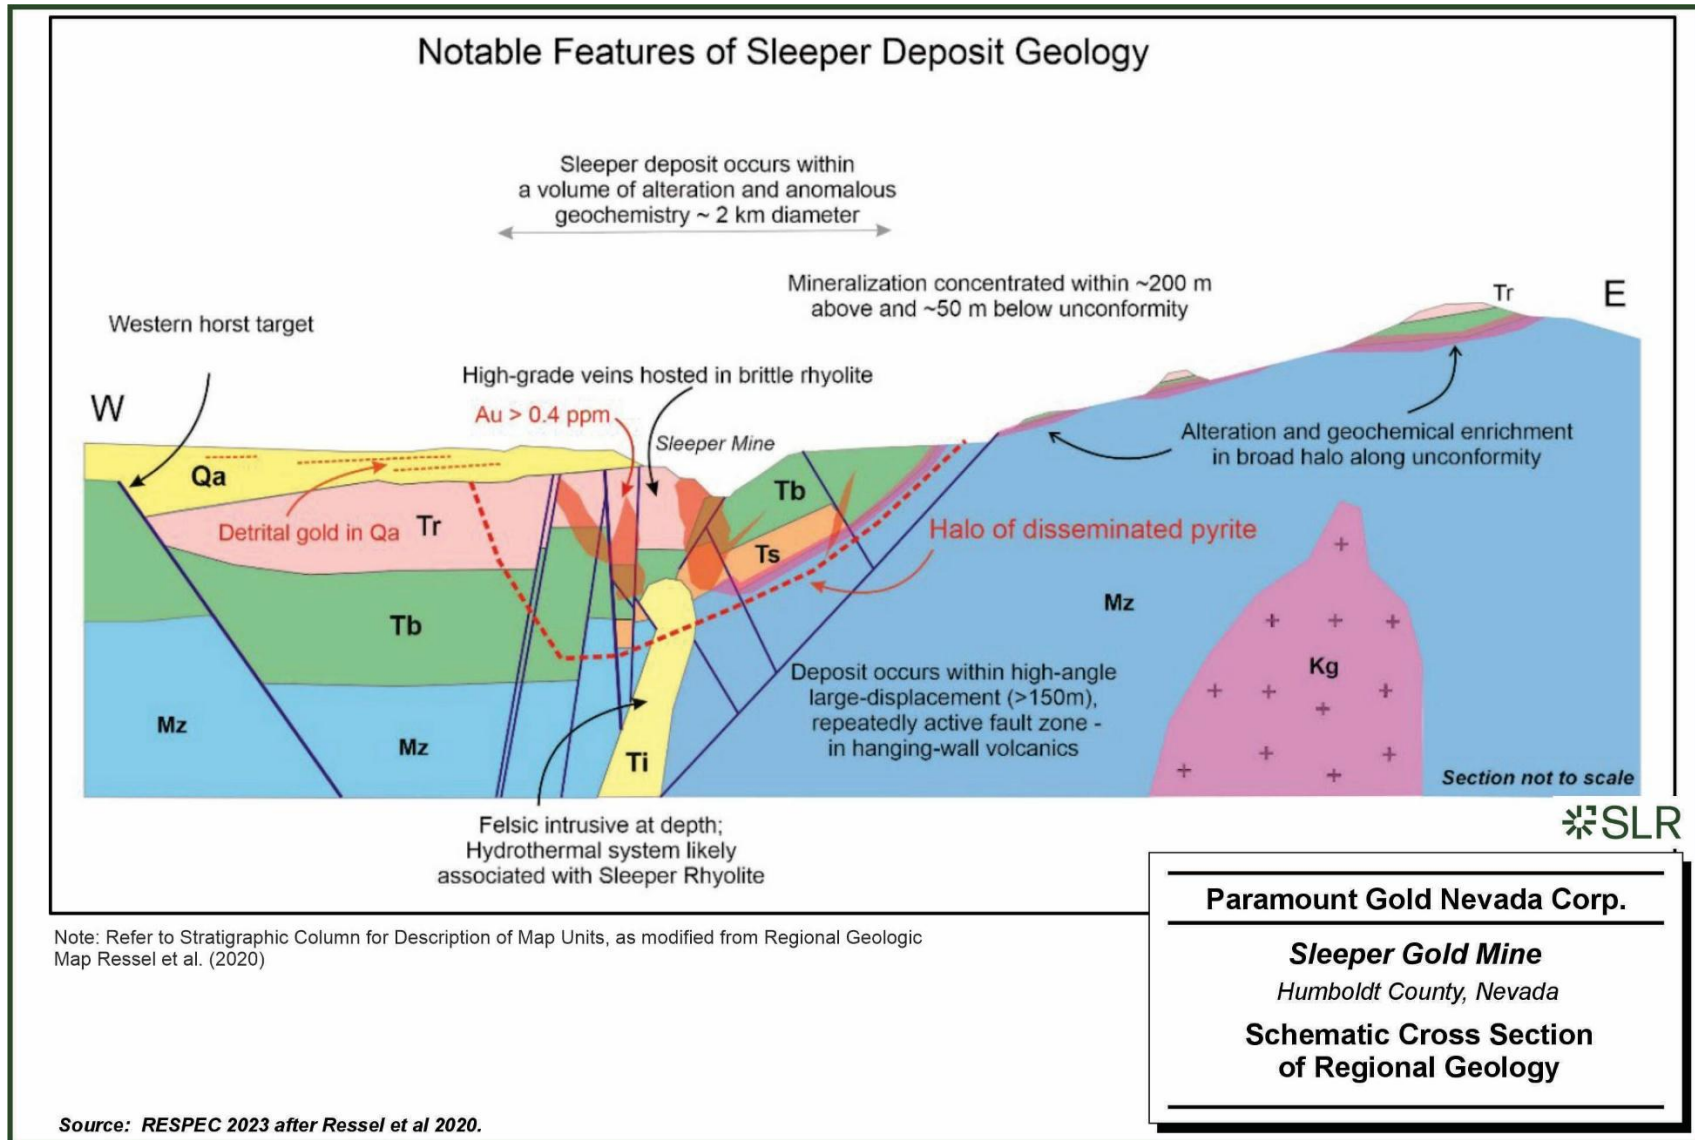 Notable Features of Sleeper Deposit Geology
Sleeper deposit occurs within
a volume of alteration and anomalous
geochemistry ~ 2 km diameter
Mineralization concentrated within ~200 m
above and ~50 m below unconformity
Tr
E
Western horst target
High-grade veins hosted in brittle rhyolite
W
Au > 0.4 ppm
Sleeper Mine
Alteration and geochemical enrichment
in broad halo along unconformity
Qa
Tb
Detrital gold in Qa
Tr
Halo of disseminated pyrite
Ts
Mz
Tb
Deposit occurs within high-angle
large-displacement (>150m),
repeatedly active fault zone -
in hanging-wall volcanics
Kg
Mz
Mz
Ti
Section not to scale
Felsic intrusive at depth;
Hydrothermal system likely
associated with Sleeper Rhyolite
SLR
Paramount Gold Nevada Corp.
Sleeper Gold Mine
Humboldt County, Nevada
Schematic Cross Section
of Regional Geology
Note: Refer to Stratigraphic Column for Description of Map Units, as modified from Regional Geologic
Map Ressel et al. (2020)
Source: RESPEC 2023 after Ressel et al 2020.